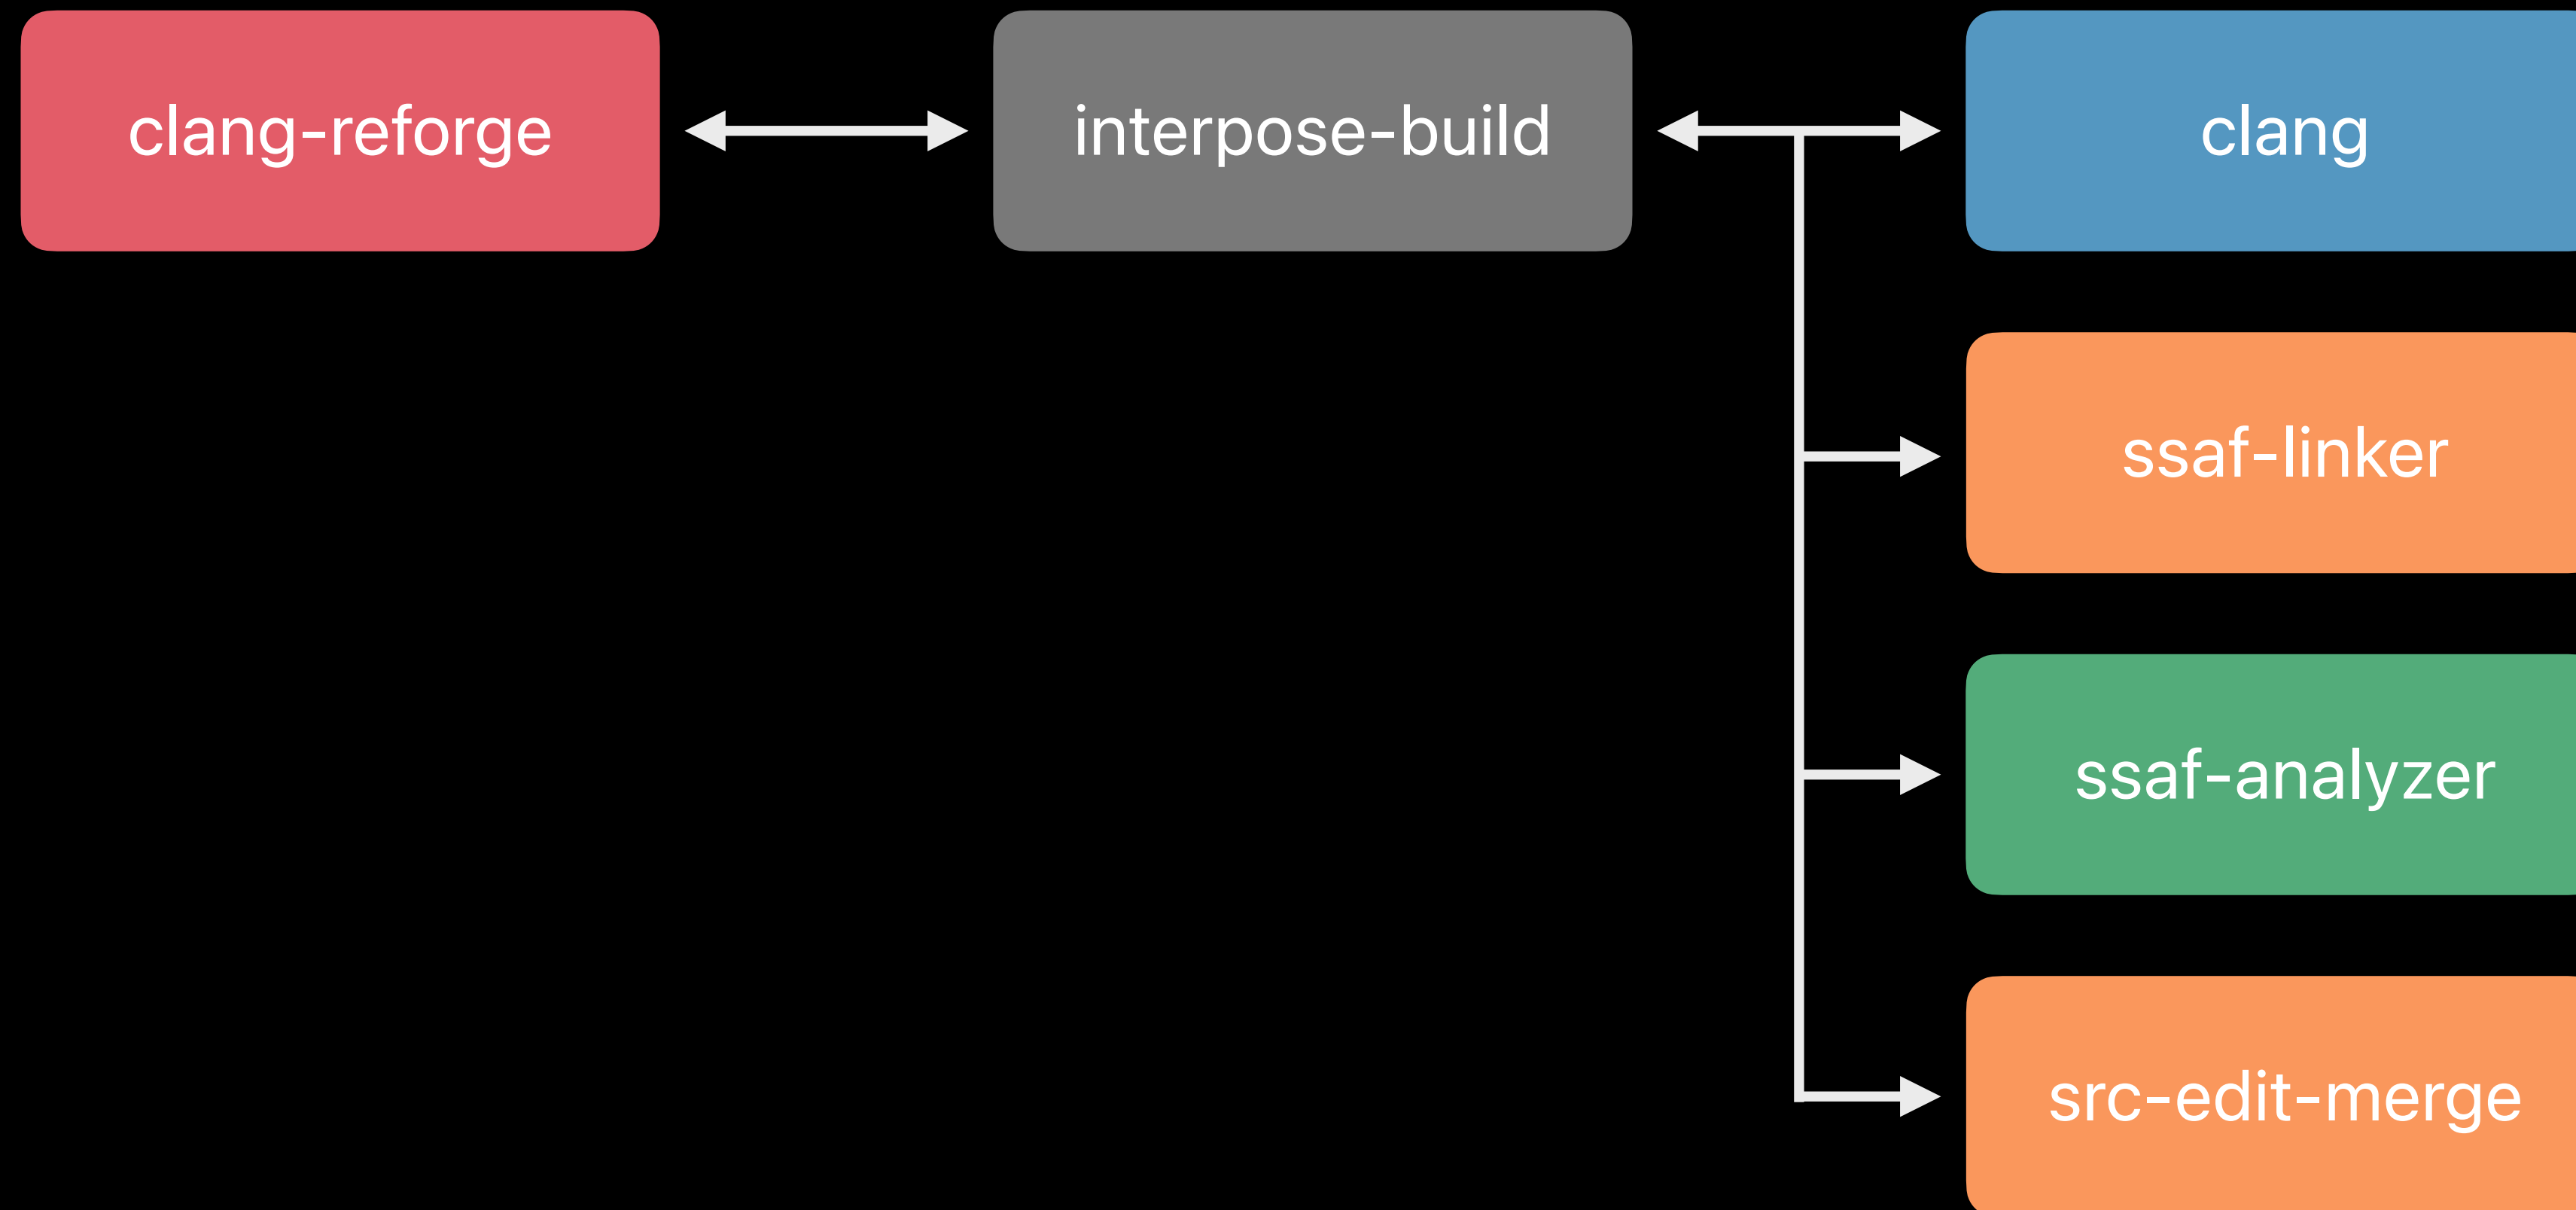 clang-reforge
interpose-build
clang
ssaf-linker
ssaf-analyzer
src-edit-merge